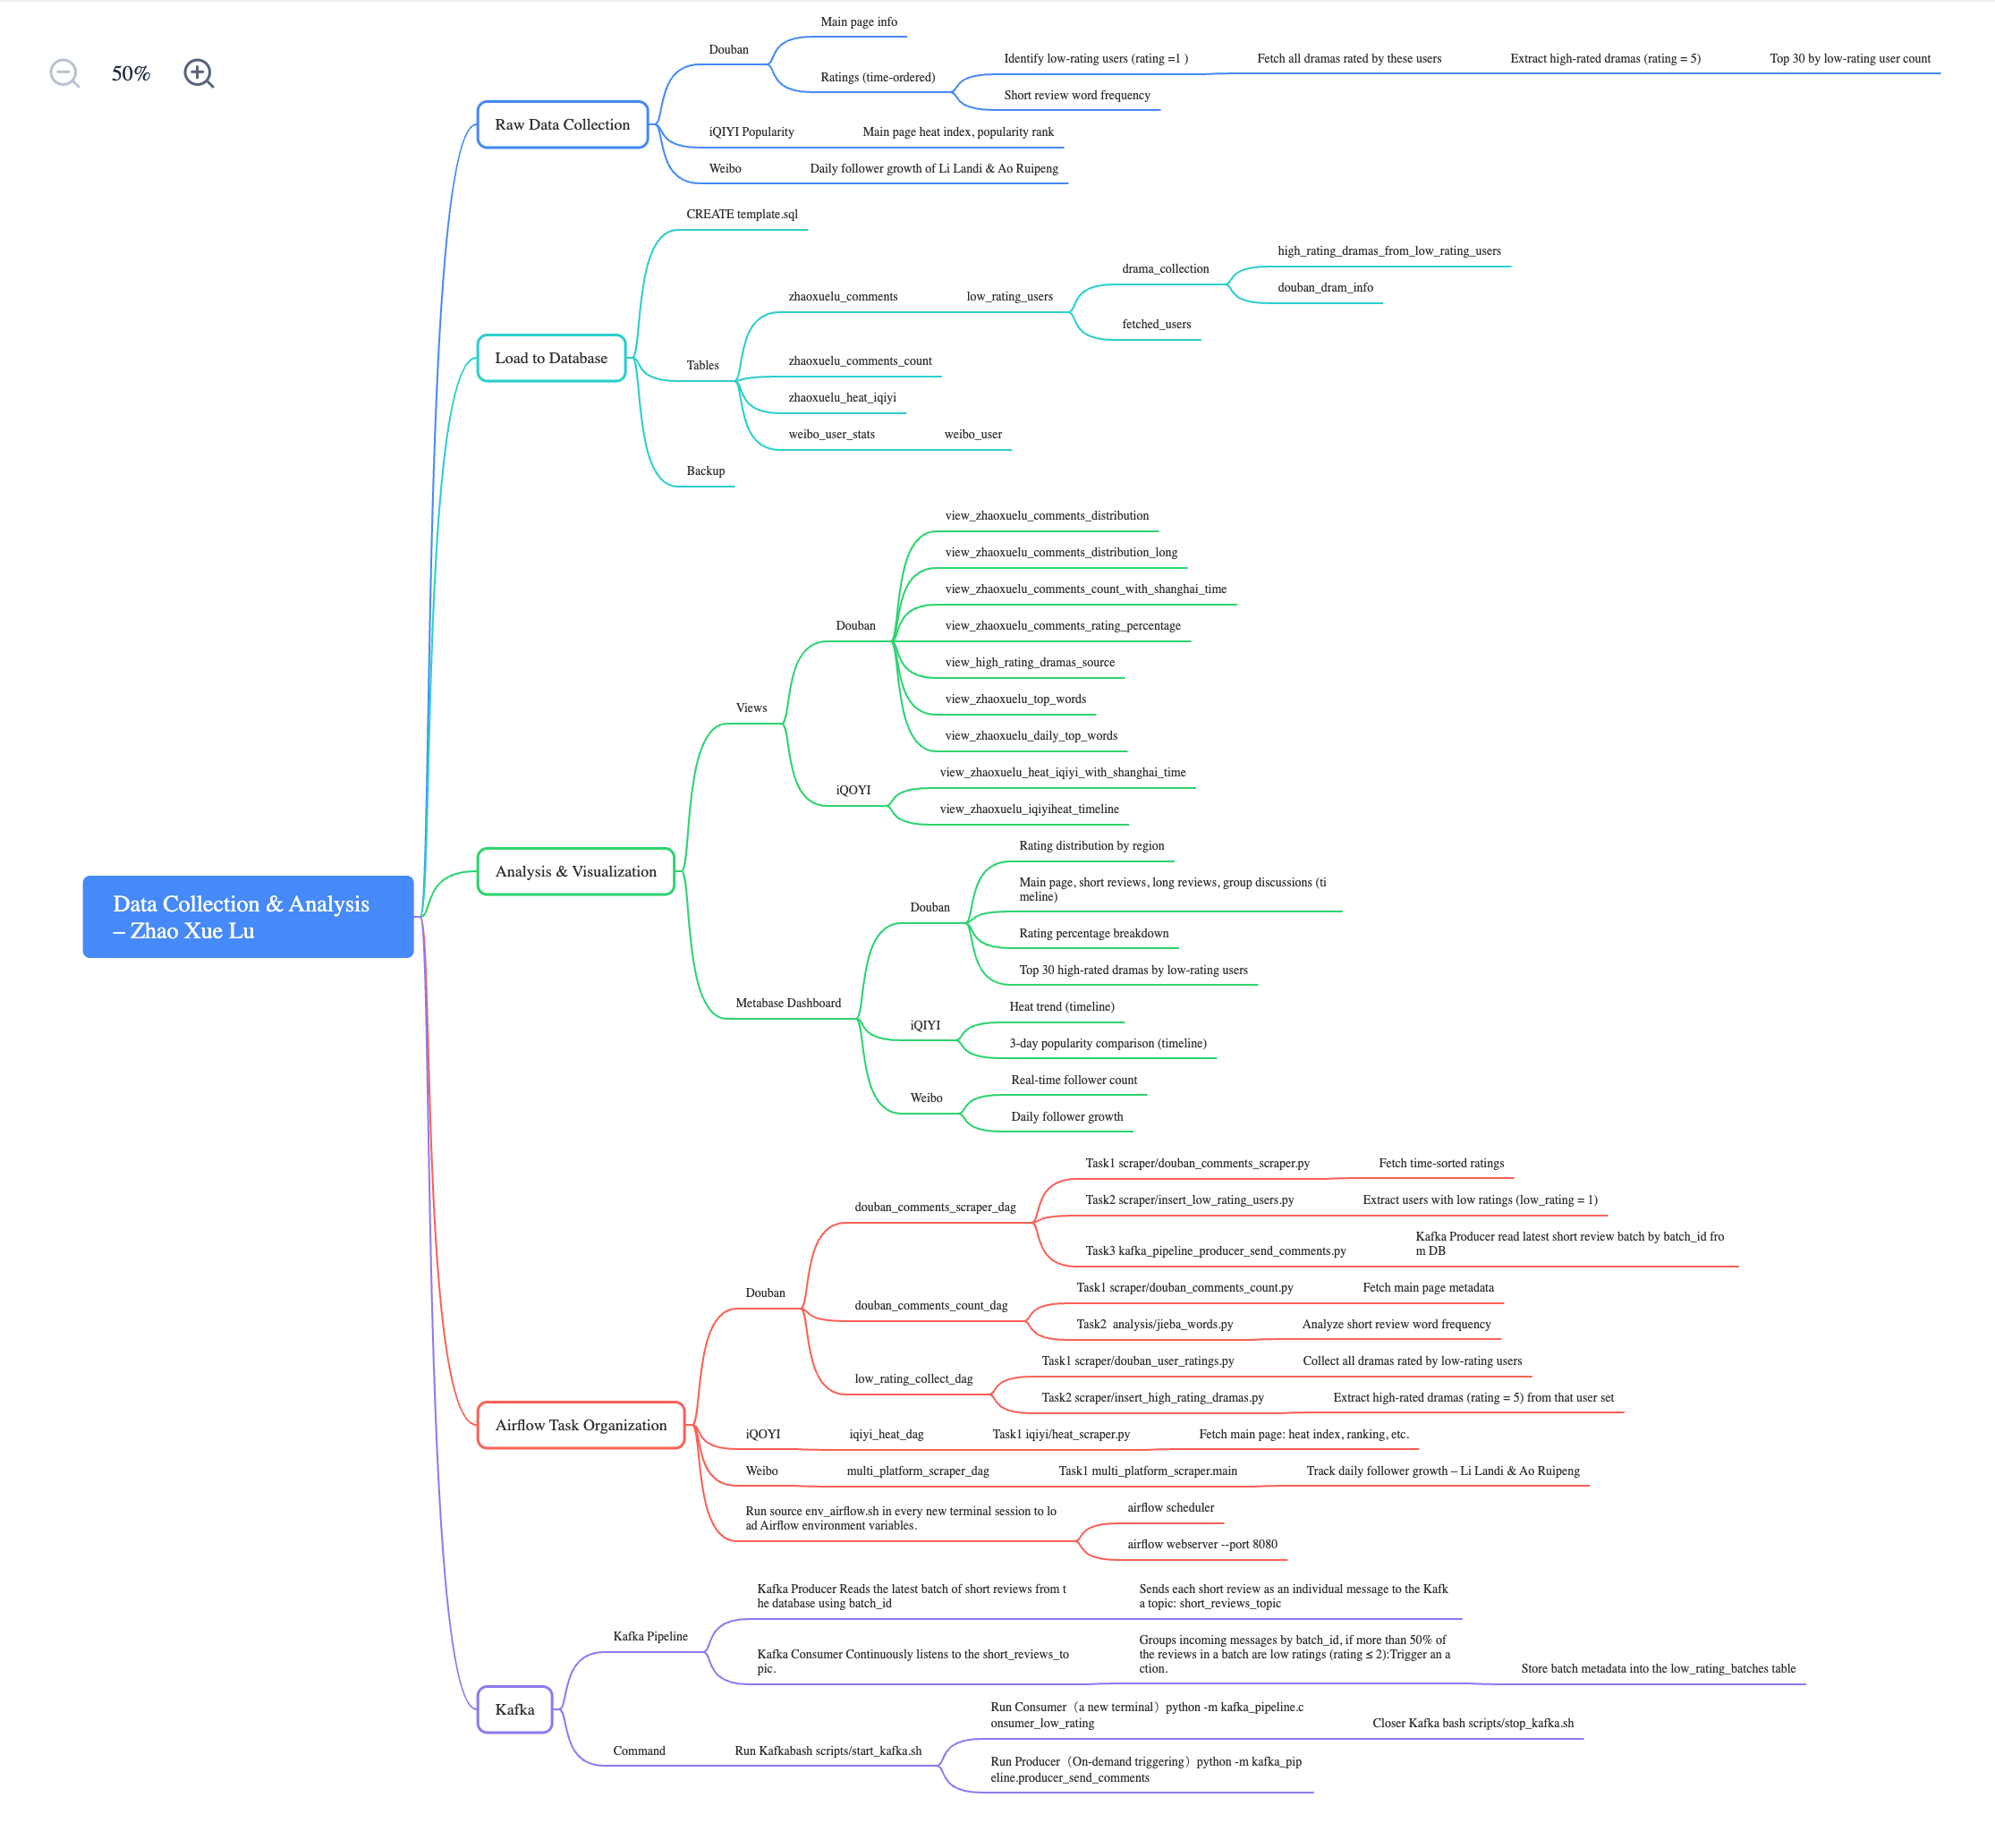 50%
Data Collection & Analysis
– Zhao Xue Lu
Raw Data Collection
Douban
Main page info
Ratings (time-ordered)
Identify low-rating users (rating =1 )
Fetch all dramas rated by these users
Extract high-rated dramas (rating = 5)
Top 30 by low-rating user count
Short review word frequency
iQIYI Popularity
Main page heat index, popularity rank
Weibo
Daily follower growth of Li Landi & Ao Ruipeng
Load to Database
CREATE template.sql
Tables
zhaoxuelu_comments
low_rating_users
drama_collection
high_rating_dramas_from_low_rating_users
douban_dram_info
fetched_users
zhaoxuelu_comments_count
zhaoxuelu_heat_iqiyi
weibo_user_stats
weibo_user
Backup
Analysis & Visualization
Views
Douban
view_zhaoxuelu_comments_distribution
view_zhaoxuelu_comments_distribution_long
view_zhaoxuelu_comments_count_with_shanghai_time
view_zhaoxuelu_comments_rating_percentage
view_high_rating_dramas_source
view_zhaoxuelu_top_words
view_zhaoxuelu_daily_top_words
iQOYI
view_zhaoxuelu_heat_iqiyi_with_shanghai_time
view_zhaoxuelu_iqiyiheat_timeline
Metabase Dashboard
Douban
Rating distribution by region
Main page, short reviews, long reviews, group discussions (ti
meline)
Rating percentage breakdown
Top 30 high-rated dramas by low-rating users
iQIYI
Heat trend (timeline)
3-day popularity comparison (timeline)
Weibo
Real-time follower count
Daily follower growth
Airflow Task Organization
Douban
douban_comments_scraper_dag
Task1 scraper/douban_comments_scraper.py
Fetch time-sorted ratings
Task2 scraper/insert_low_rating_users.py
Extract users with low ratings (low_rating = 1)
Task3 kafka_pipeline_producer_send_comments.py
Kafka Producer read latest short review batch by batch_id fro
m DB
douban_comments_count_dag
Task1 scraper/douban_comments_count.py
Fetch main page metadata
Task2  analysis/jieba_words.py
Analyze short review word frequency
low_rating_collect_dag
Task1 scraper/douban_user_ratings.py
Collect all dramas rated by low-rating users
Task2 scraper/insert_high_rating_dramas.py
Extract high-rated dramas (rating = 5) from that user set
iQOYI
iqiyi_heat_dag
Task1 iqiyi/heat_scraper.py
Fetch main page: heat index, ranking, etc.
Weibo
multi_platform_scraper_dag
Task1 multi_platform_scraper.main
Track daily follower growth – Li Landi & Ao Ruipeng
Run source env_airflow.sh in every new terminal session to lo
ad Airflow environment variables.
airflow scheduler
airflow webserver --port 8080
Kafka
Kafka Pipeline
Kafka Producer Reads the latest batch of short reviews from t
he database using batch_id
Sends each short review as an individual message to the Kafk
a topic: short_reviews_topic
Kafka Consumer Continuously listens to the short_reviews_to
pic.
Groups incoming messages by batch_id, if more than 50% of
the reviews in a batch are low ratings (rating ≤ 2):Trigger an a
ction.
Store batch metadata into the low_rating_batches table
Command
Run Kafkabash scripts/start_kafka.sh
Run Consumer（a new terminal）python -m kafka_pipeline.c
onsumer_low_rating
Closer Kafka bash scripts/stop_kafka.sh
Run Producer（On-demand triggering）python -m kafka_pip
eline.producer_send_comments